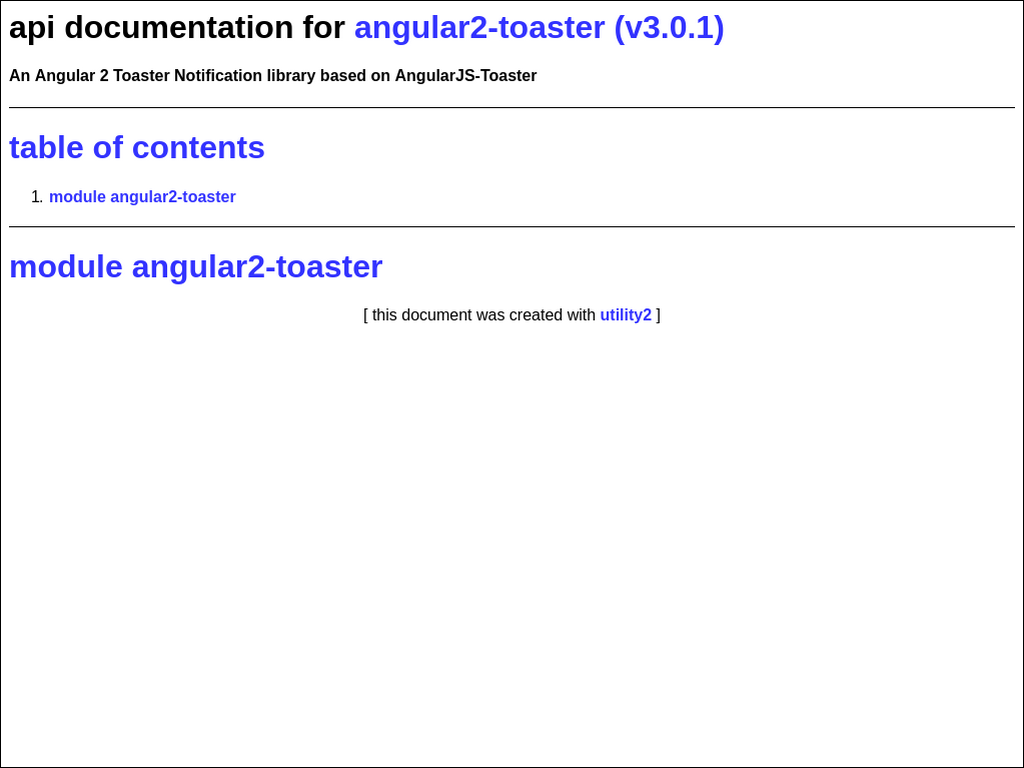 api documentation for angular2-toaster (v3.0.1)
An Angular 2 Toaster Notification library based on AngularJS-Toaster
table of contents
1. module angular2-toaster
module angular2-toaster
[ this document was created with utility2 ]